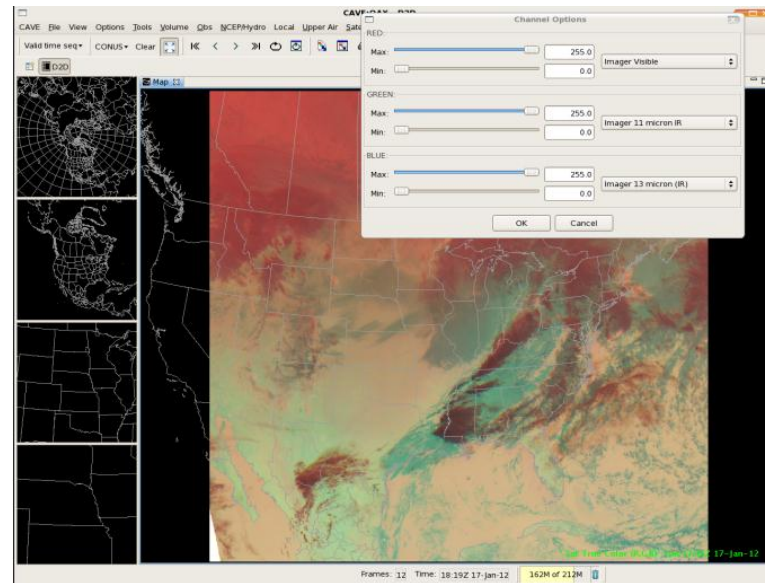 CAVE
Channel Options
CAVE File View Options Tools Volume Obs NCEP/Hydro Local Upper Air
Valid time seq CONUS Clear
D2D
Map
RED:
Max: 255.0
Min: 0.0
Imager Visible
GREEN:
Max: 255.0
Min: 0.0
Imager 11 micron IR
BLUE:
Max: 255.0
Min: 0.0
Imager 13 micron (IR)
OK Cancel
17-Jan-12
Frames: 12 Time: 18:19Z 17-Jan-12 162M of 212M